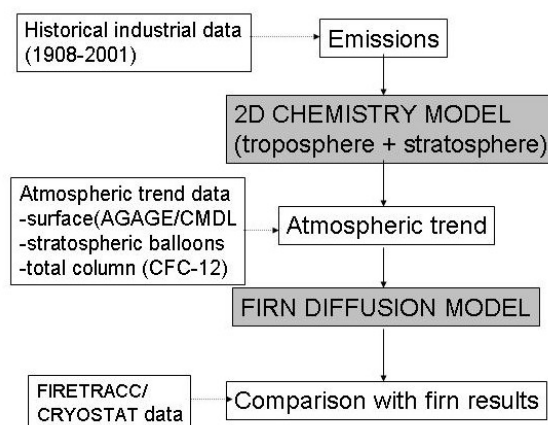 Historical industrial data
(1908-2001)
Emissions
2D CHEMISTRY MODEL
(troposphere + stratosphere)
Atmospheric trend data
-surface(AGAGE/CMDL
-stratospheric balloons
-total column (CFC-12)
Atmospheric trend
FIRN DIFFUSION MODEL
FIRETRACC/
CRYOSTAT data
Comparison with firn results